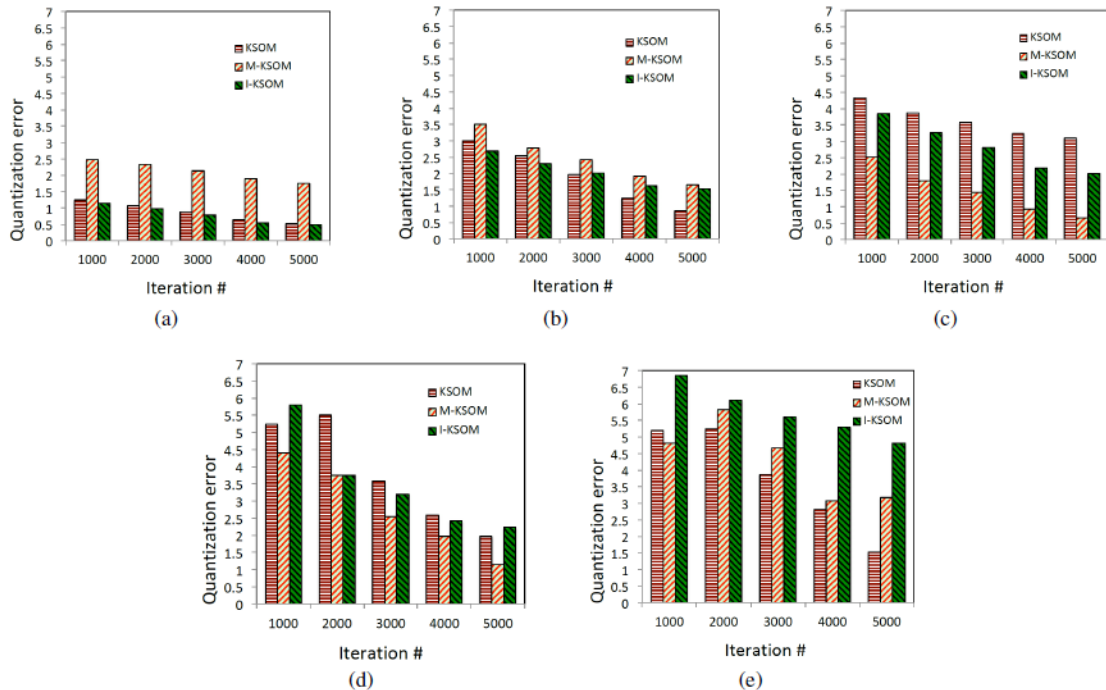 7
6.5
6
5.5
5
4.5
4
3.5
3
2.5
2
1.5
1
0.5
0
Quantization error
KSOM
M-KSOM
I-KSOM
1000 2000 3000 4000 5000
Iteration #
(a)
7
6.5
6
5.5
5
4.5
4
3.5
3
2.5
2
1.5
1
0.5
0
Quantization error
KSOM
M-KSOM
I-KSOM
1000 2000 3000 4000 5000
Iteration #
(b)
7
6.5
6
5.5
5
4.5
4
3.5
3
2.5
2
1.5
1
0.5
0
Quantization error
KSOM
M-KSOM
I-KSOM
1000 2000 3000 4000 5000
Iteration #
(c)
7
6.5
6
5.5
5
4.5
4
3.5
3
2.5
2
1.5
1
0.5
0
Quantization error
KSOM
M-KSOM
I-KSOM
1000 2000 3000 4000 5000
Iteration #
(d)
7
6.5
6
5.5
5
4.5
4
3.5
3
2.5
2
1.5
1
0.5
0
Quantization error
KSOM
M-KSOM
I-KSOM
1000 2000 3000 4000 5000
Iteration #
(e)